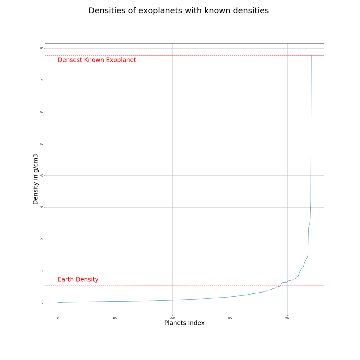 Densities of exoplanets with known densities
Densest Known Exoplanet
Density in g/cm3
Earth Density
Planets Index